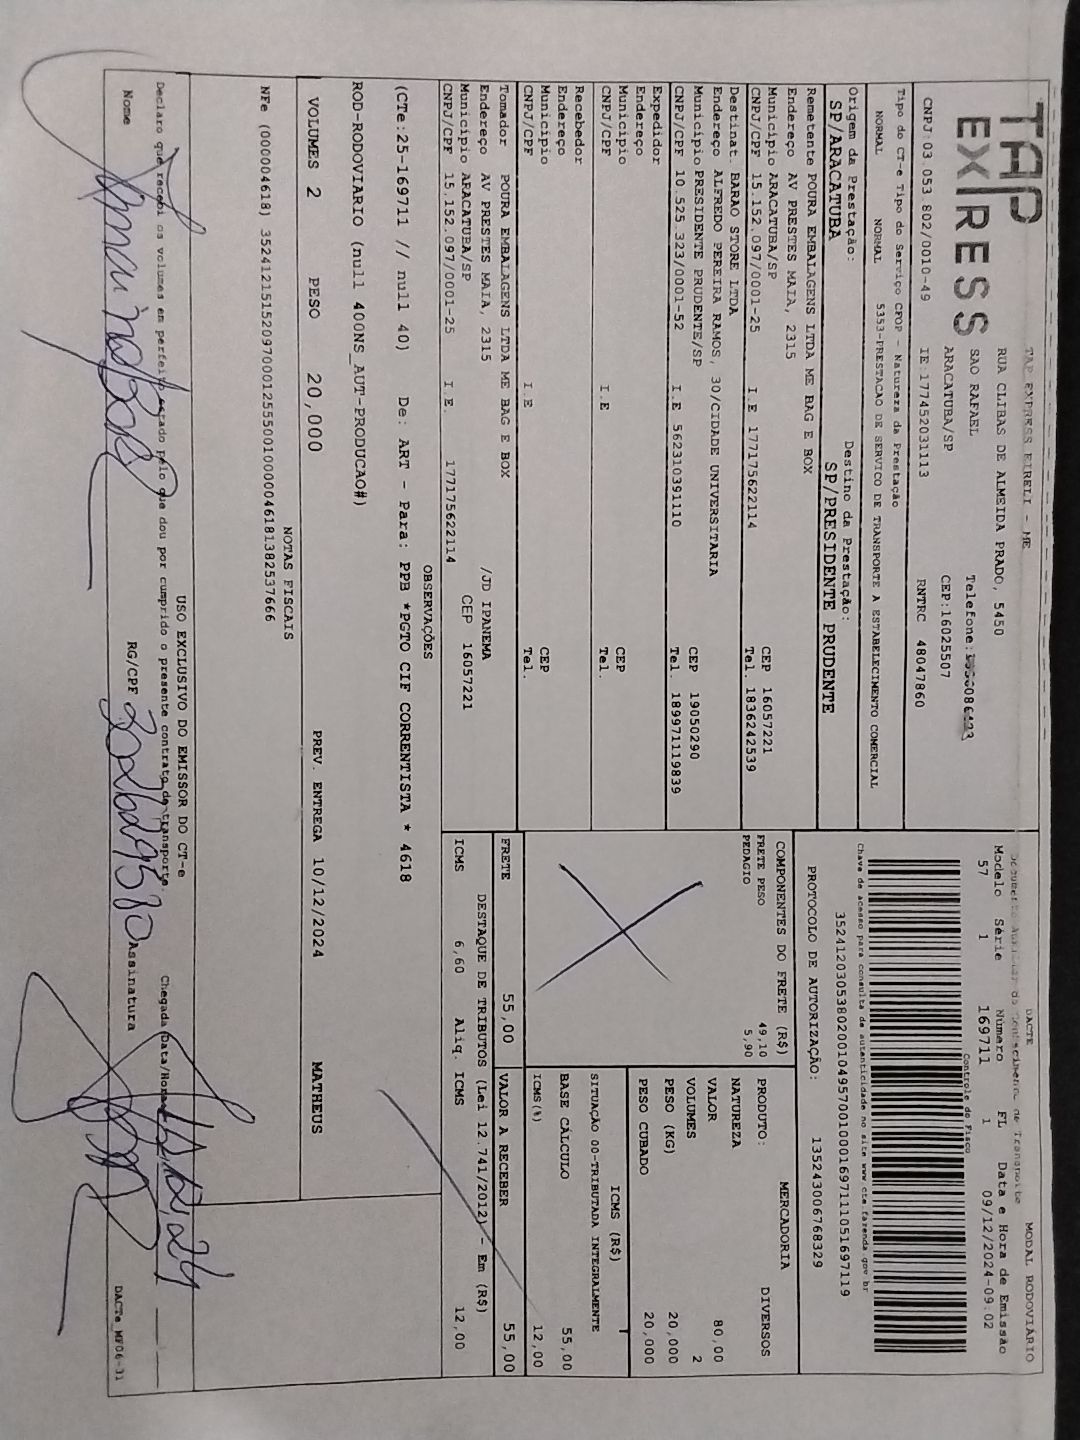 TAP
EXPRESS
TAP EXPRESS EIRELI - ME
RUA CLIBAS DE ALMEIDA PRADO, 5450
SAO RAFAEL
ARACATUBA/SP
CEP:16025507
CNPJ:03.053.802/0010-49
IE:177452031113
RNTRC 48047860
Tipo do CT-e Tipo do Serviço CFOP - Natureza da Prestação
NORMAL NORMAL 5353-PRESTACAO DE SERVICO DE TRANSPORTE A ESTABELECIMENTO COMERCIAL
Origem da Prestação: Destino da Prestação:
SP/ARACATUBA SP/PRESIDENTE PRUDENTE
DACTE MODAL RODOVIÁRIO
Modelo Série Número FL Data e Hora de Emissão
57 1 169711 1 09/12/2024-09:02
Controle do Fisco
Chave de acesso para consulta de autenticidade no site www.cte.fazenda.gov.br
35241203053802001049570010001697111051697119
PROTOCOLO DE AUTORIZAÇÃO: 135243006768329
Remetente POURA EMBALAGENS LTDA ME BAG E BOX
Endereço AV PRESTES MAIA, 2315
Município ARACATUBA/SP CEP 16057221
CNPJ/CPF 15.152.097/0001-25 I.E 177175622114 Tel. 1836242539
Destinat. BARAO STORE LTDA
Endereço ALFREDO PEREIRA RAMOS, 30/CIDADE UNIVERSITARIA
Município PRESIDENTE PRUDENTE/SP CEP 19050290
CNPJ/CPF 10.525.323/0001-52 I.E 562310391110 Tel. 189971119839
Expedidor
Endereço
Município CEP
CNPJ/CPF I.E Tel.
Recebedor
Endereço
Município CEP
CNPJ/CPF I.E Tel.
Tomador POURA EMBALAGENS LTDA ME BAG E BOX
Endereço AV PRESTES MAIA, 2315 /JD IPANEMA
Município ARACATUBA/SP CEP 16057221
CNPJ/CPF 15.152.097/0001-25 I.E 177175622114
COMPONENTES DO FRETE (R$)
FRETE PESO 49,10
PEDAGIO 5,90
MERCADORIA
PRODUTO: DIVERSOS
NATUREZA
VALOR 80,00
VOLUMES 2
PESO (KG) 20,000
PESO CUBADO 20,000
ICMS (R$)
SITUAÇÃO 00-TRIBUTADA INTEGRALMENTE
BASE CÁLCULO 55,00
ICMS(%) 12,00
FRETE 55,00 VALOR A RECEBER 55,00
DESTAQUE DE TRIBUTOS (Lei 12.741/2012) - Em (R$)
ICMS 6,60 Aliq. ICMS 12,00
OBSERVAÇÕES
(CTe:25-169711 // null 40) De: ART - Para: PPB *PGTO CIF CORRENTISTA * 4618
ROD-RODOVIARIO (null 400NS_AUT-PRODUCAO#)
VOLUMES 2 PESO 20,000 PREV. ENTREGA 10/12/2024 MATHEUS
NOTAS FISCAIS
NFe (00004618) 35241215152097000125550010000046181382537666
USO EXCLUSIVO DO EMISSOR DO CT-e
Declaro que recebi os volumes em perfeito estado pelo que dou por cumprido o presente contrato de transporte. Chegada Data/Hora
Nome RG/CPF Assinatura
DACTe_MF06-31